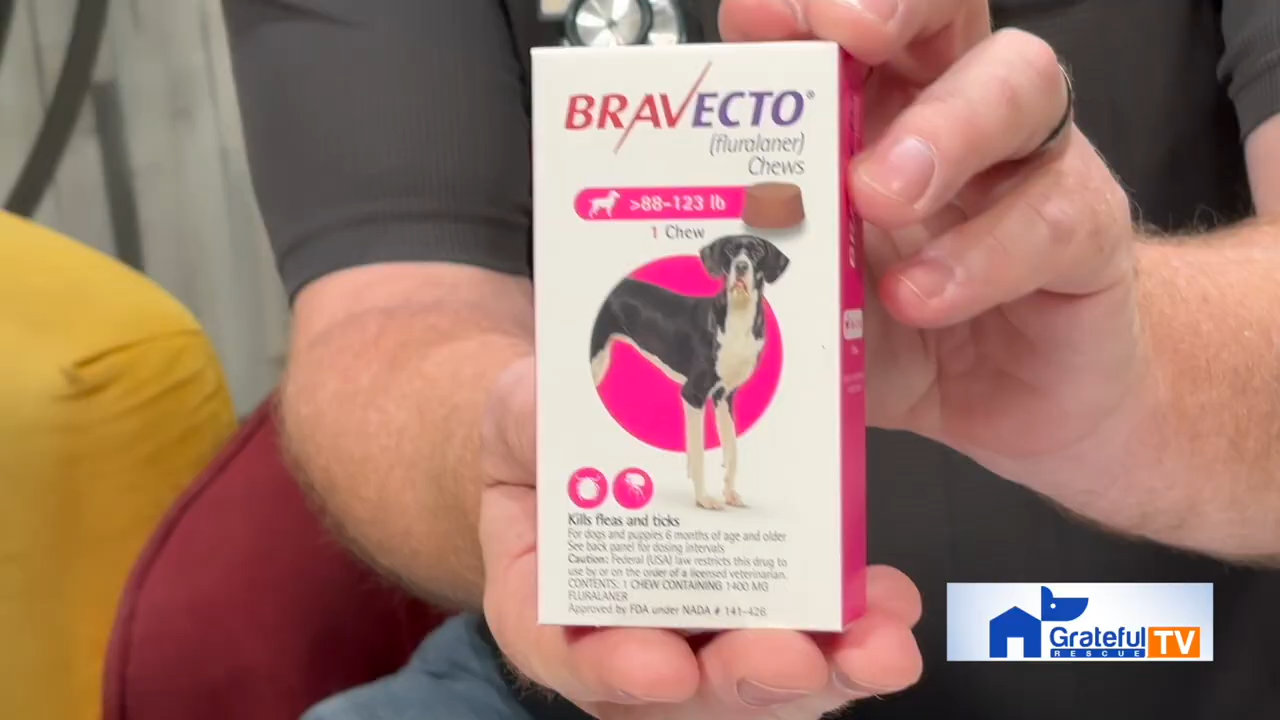 BRAVECTO®
(fluralaner)
Chews
>88-123 lb
1 Chew
Kills fleas and ticks
For dogs and puppies 6 months of age and older
See back panel for dosing intervals
Caution: Federal (USA) law restricts this drug to
use by or on the order of a licensed veterinarian.
CONTENTS: 1 CHEW CONTAINING 1400 MG
FLURALANER
Approved by FDA under NADA # 141-426
Grateful
RESCUE
TV